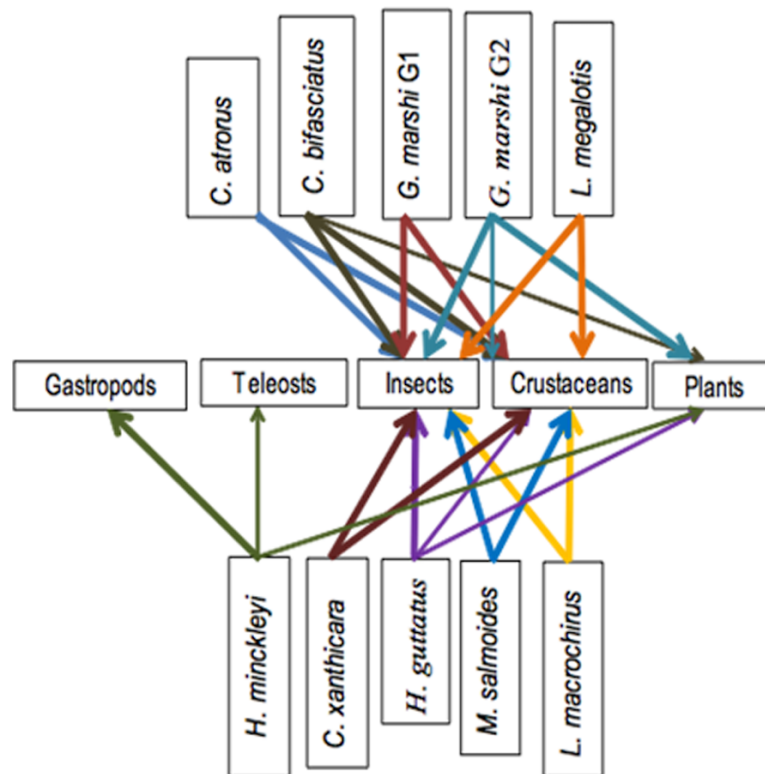 C. atrorus
C. bifasciatus
G. marshi G1
G. marshi G2
L. megalotis
Gastropods
Teleosts
Insects
Crustaceans
Plants
H. minckleyi
C. xanthicara
H. guttatus
M. salmoides
L. macrochirus